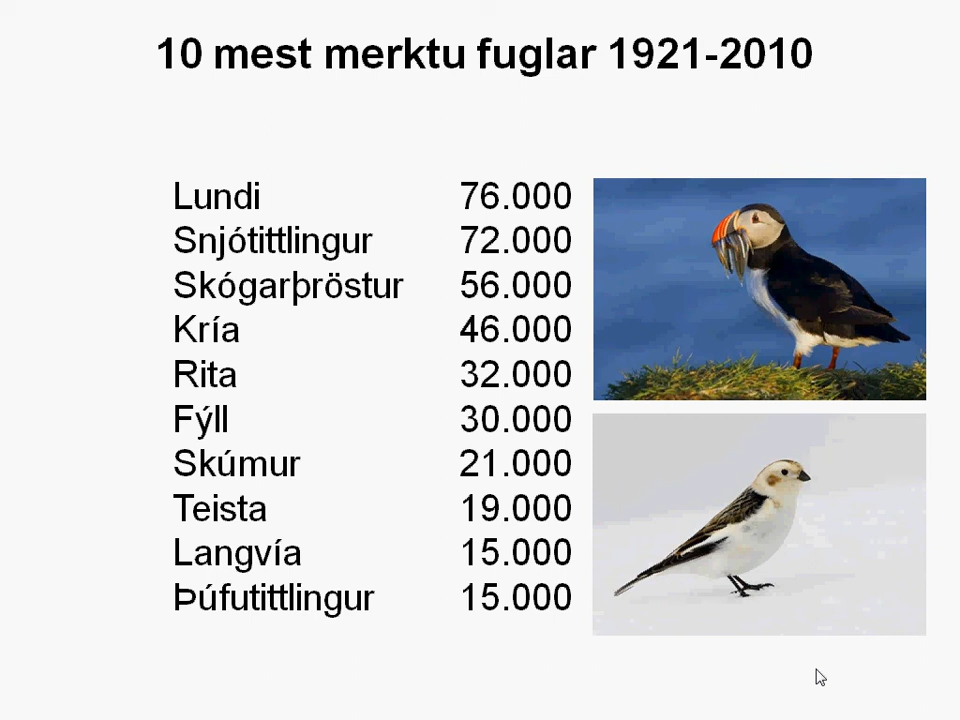 10 mest merktu fuglar 1921-2010
Lundi 76.000
Snjótittlingur 72.000
Skógarþröstur 56.000
Kría 46.000
Rita 32.000
Fýll 30.000
Skúmur 21.000
Teista 19.000
Langvía 15.000
Þúfutittlingur 15.000